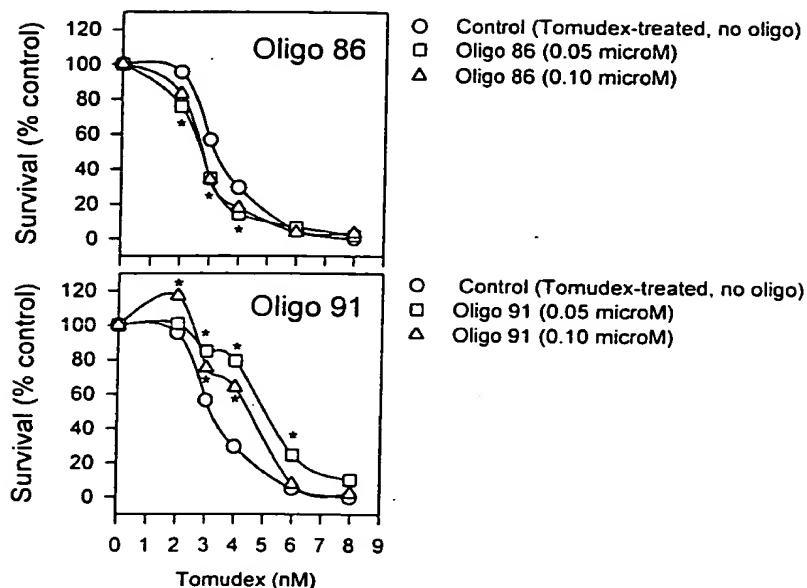 Oligo 86
120
100
80
60
40
20
0
Survival (% control)
Control (Tomudex-treated, no oligo)
Oligo 86 (0.05 microM)
Oligo 86 (0.10 microM)
Oligo 91
120
100
80
60
40
20
0
Survival (% control)
Control (Tomudex-treated, no oligo)
Oligo 91 (0.05 microM)
Oligo 91 (0.10 microM)
0 1 2 3 4 5 6 7 8 9
Tomudex (nM)